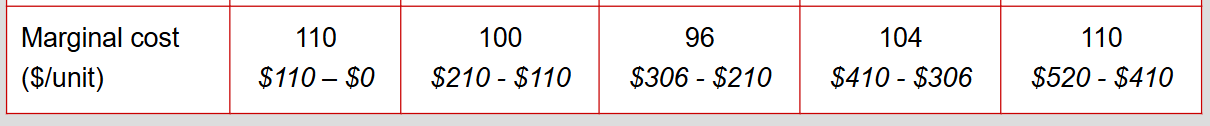 Marginal cost 110 100 96 104 110
($/unit) $110 – $0 $210 - $110 $306 - $210 $410 - $306 $520 - $410